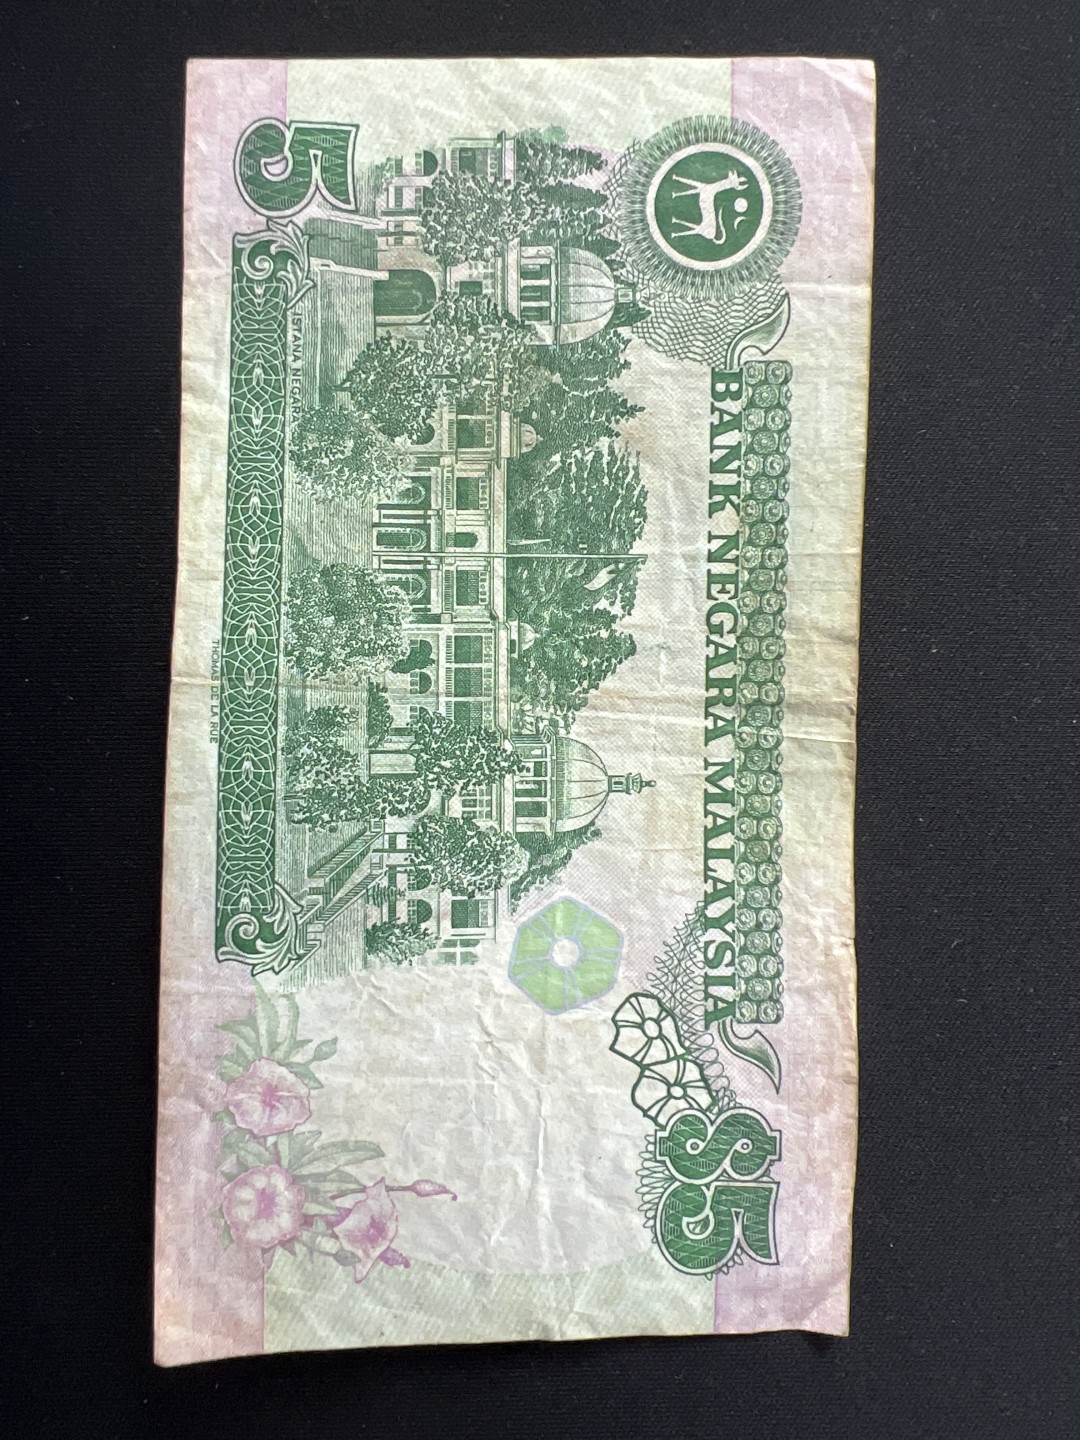 BANK NEGARA MALAYSIA
$5
5
ISTANA NEGARA
THOMAS DE LA RUE